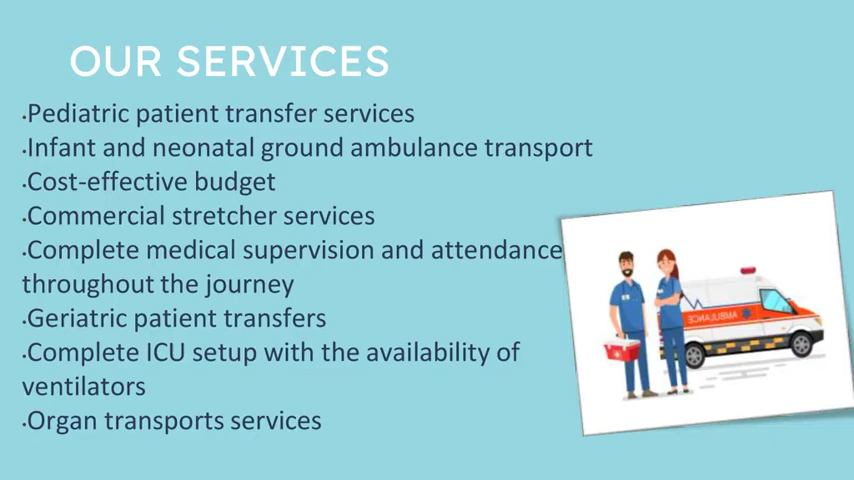 OUR SERVICES
•Pediatric patient transfer services
•Infant and neonatal ground ambulance transport
•Cost-effective budget
•Commercial stretcher services
•Complete medical supervision and attendance
throughout the journey
•Geriatric patient transfers
•Complete ICU setup with the availability of
ventilators
•Organ transports services
AMBULANCE